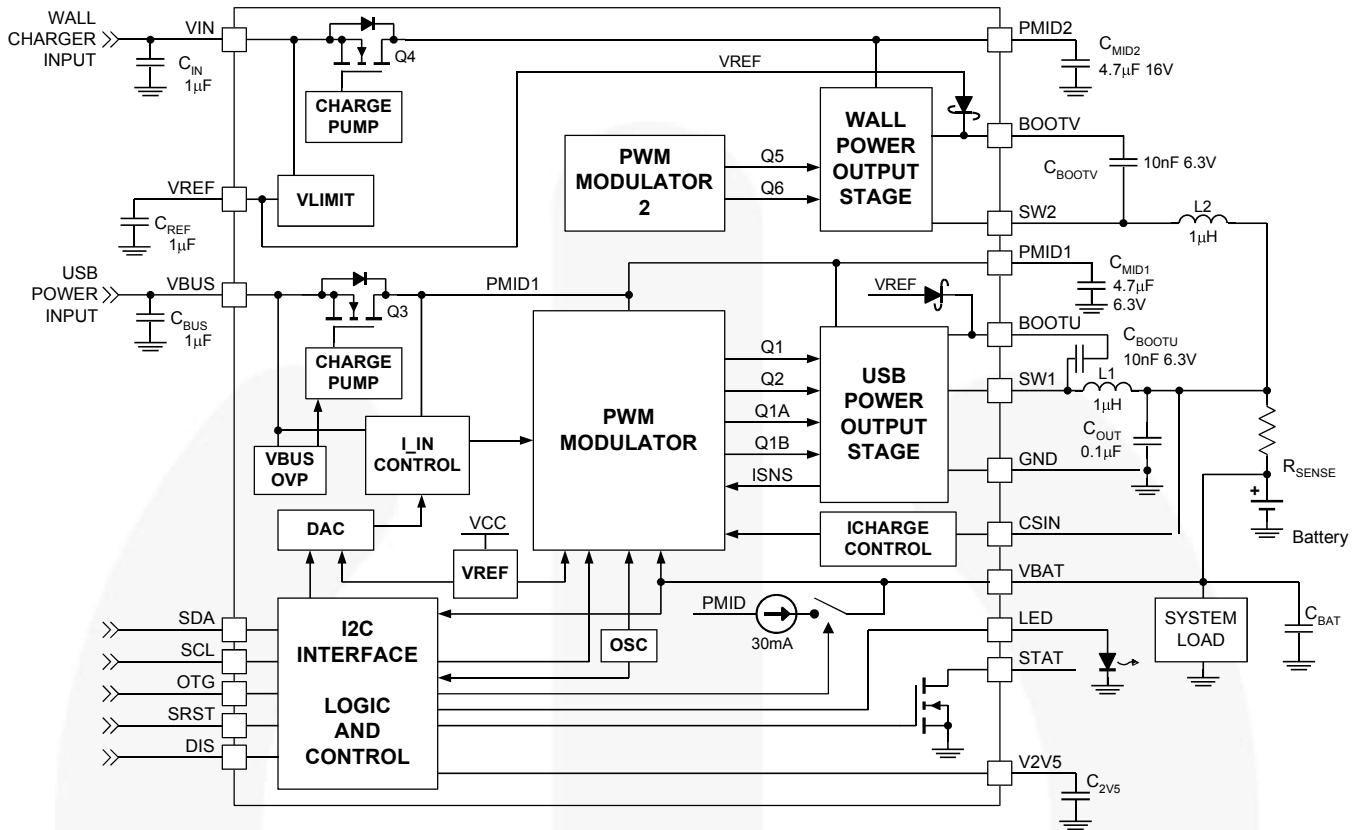 WALL
CHARGER
INPUT
VIN
C_IN
1μF
Q4
CHARGE
PUMP
VREF
PMID2
C_MID2
4.7μF 16V
WALL
POWER
OUTPUT
STAGE
BOOTV
C_BOOTV
10nF 6.3V
PWM
MODULATOR
2
Q5
Q6
VREF
C_REF
1μF
VLIMIT
SW2
L2
1μH
USB
POWER
INPUT
VBUS
C_BUS
1μF
Q3
CHARGE
PUMP
PMID1
PMID1
C_MID1
4.7μF
6.3V
VREF
BOOTU
C_BOOTU
10nF 6.3V
PWM
MODULATOR
Q1
Q2
Q1A
Q1B
ISNS
USB
POWER
OUTPUT
STAGE
SW1
L1
1μH
C_OUT
0.1μF
GND
R_SENSE
+
Battery
VBUS
OVP
I_IN
CONTROL
DAC
VCC
VREF
ICHARGE
CONTROL
CSIN
VBAT
PMID
30mA
OSC
SYSTEM
LOAD
C_BAT
SDA
SCL
OTG
SRST
DIS
I2C
INTERFACE
LOGIC
AND
CONTROL
LED
STAT
V2V5
C_2V5